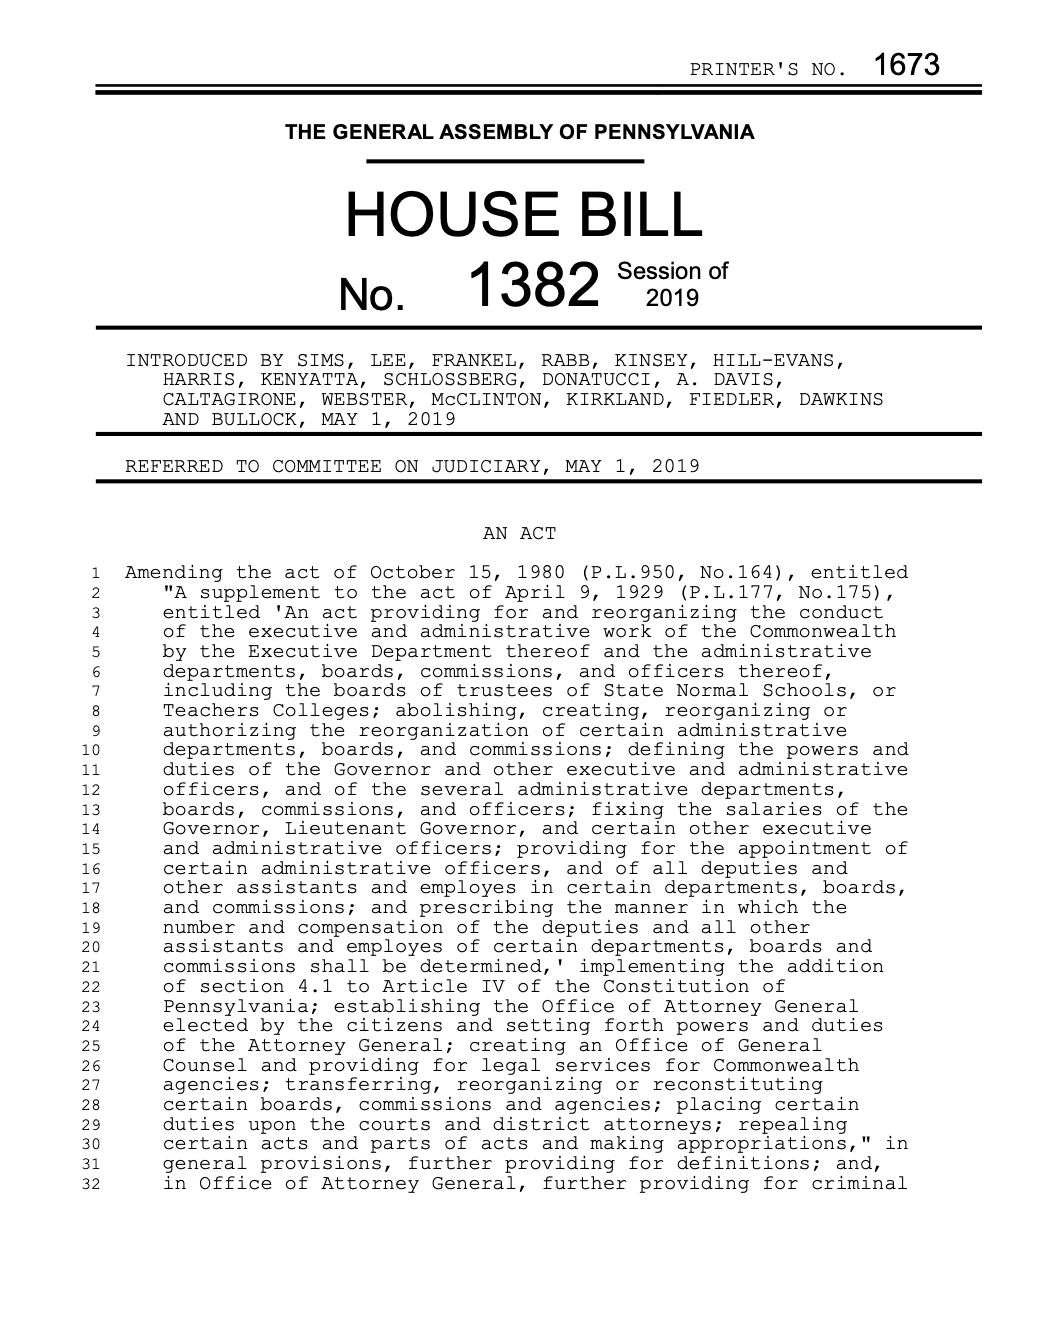 PRINTER'S NO. 1673
THE GENERAL ASSEMBLY OF PENNSYLVANIA
HOUSE BILL
No. 1382 Session of
2019
INTRODUCED BY SIMS, LEE, FRANKEL, RABB, KINSEY, HILL-EVANS,
HARRIS, KENYATTA, SCHLOSSBERG, DONATUCCI, A. DAVIS,
CALTAGIRONE, WEBSTER, McCLINTON, KIRKLAND, FIEDLER, DAWKINS
AND BULLOCK, MAY 1, 2019
REFERRED TO COMMITTEE ON JUDICIARY, MAY 1, 2019
AN ACT
1 Amending the act of October 15, 1980 (P.L.950, No.164), entitled
2 "A supplement to the act of April 9, 1929 (P.L.177, No.175),
3 entitled 'An act providing for and reorganizing the conduct
4 of the executive and administrative work of the Commonwealth
5 by the Executive Department thereof and the administrative
6 departments, boards, commissions, and officers thereof,
7 including the boards of trustees of State Normal Schools, or
8 Teachers Colleges; abolishing, creating, reorganizing or
9 authorizing the reorganization of certain administrative
10 departments, boards, and commissions; defining the powers and
11 duties of the Governor and other executive and administrative
12 officers, and of the several administrative departments,
13 boards, commissions, and officers; fixing the salaries of the
14 Governor, Lieutenant Governor, and certain other executive
15 and administrative officers; providing for the appointment of
16 certain administrative officers, and of all deputies and
17 other assistants and employes in certain departments, boards,
18 and commissions; and prescribing the manner in which the
19 number and compensation of the deputies and all other
20 assistants and employes of certain departments, boards and
21 commissions shall be determined,' implementing the addition
22 of section 4.1 to Article IV of the Constitution of
23 Pennsylvania; establishing the Office of Attorney General
24 elected by the citizens and setting forth powers and duties
25 of the Attorney General; creating an Office of General
26 Counsel and providing for legal services for Commonwealth
27 agencies; transferring, reorganizing or reconstituting
28 certain boards, commissions and agencies; placing certain
29 duties upon the courts and district attorneys; repealing
30 certain acts and parts of acts and making appropriations," in
31 general provisions, further providing for definitions; and,
32 in Office of Attorney General, further providing for criminal